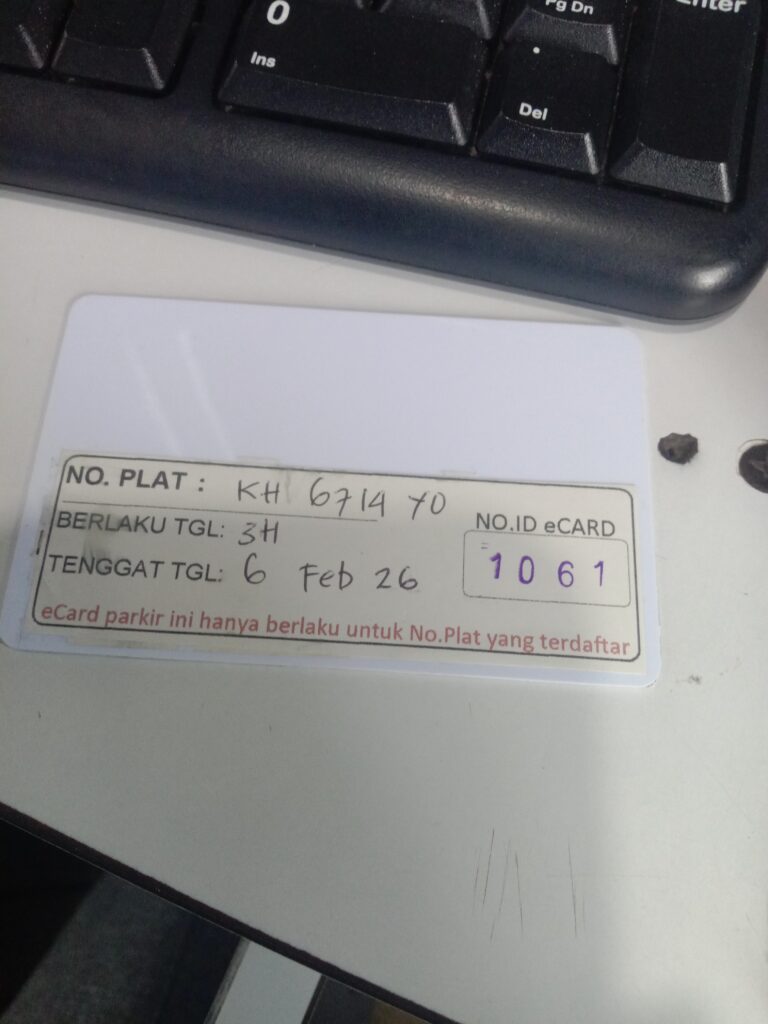 0
Ins
Pg Dn
.
Del
Enter
NO. PLAT : KH 6714 YO
BERLAKU TGL: 3H
TENGGAT TGL: 6 Feb 26
NO.ID eCARD
1061
eCard parkir ini hanya berlaku untuk No.Plat yang terdaftar